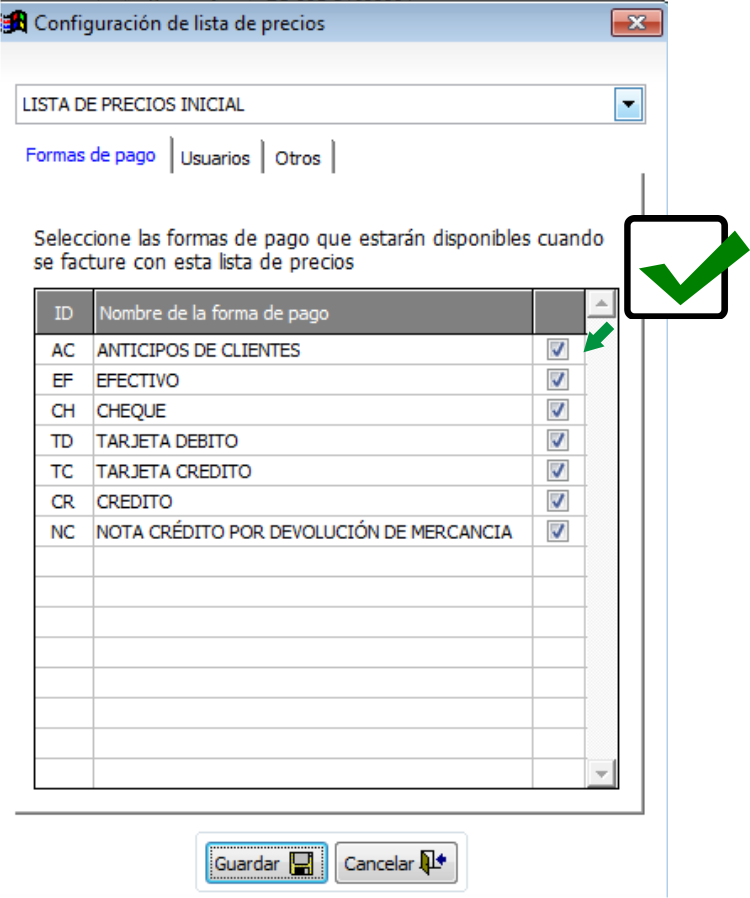 Configuración de lista de precios
LISTA DE PRECIOS INICIAL
Formas de pago Usuarios Otros
Seleccione las formas de pago que estarán disponibles cuando
se facture con esta lista de precios
ID Nombre de la forma de pago
AC ANTICIPOS DE CLIENTES
EF EFECTIVO
CH CHEQUE
TD TARJETA DEBITO
TC TARJETA CREDITO
CR CREDITO
NC NOTA CRÉDITO POR DEVOLUCIÓN DE MERCANCIA
Guardar Cancelar